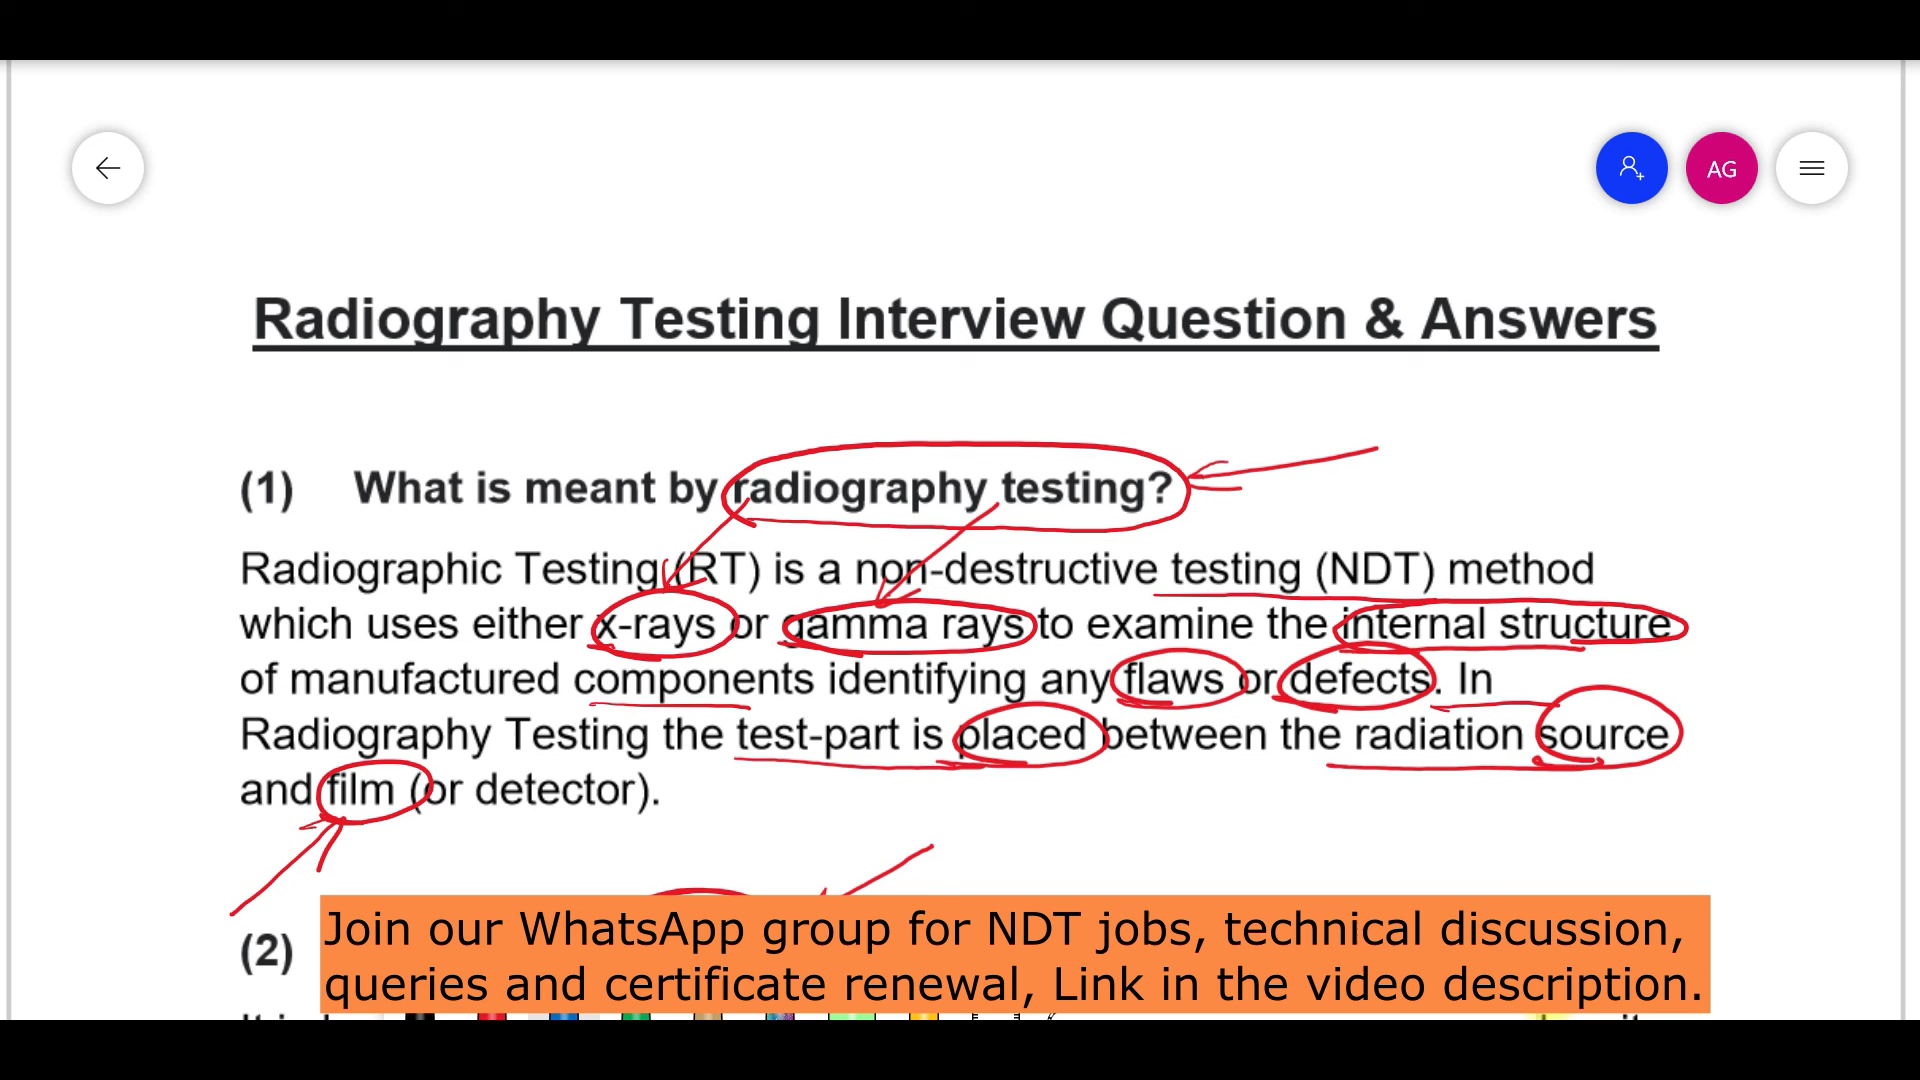 AG
Radiography Testing Interview Question & Answers
(1) What is meant by radiography testing?
Radiographic Testing (RT) is a non-destructive testing (NDT) method
which uses either x-rays or gamma rays to examine the internal structure
of manufactured components identifying any flaws or defects. In
Radiography Testing the test-part is placed between the radiation source
and film (or detector).
(2)
Join our WhatsApp group for NDT jobs, technical discussion,
queries and certificate renewal, Link in the video description.